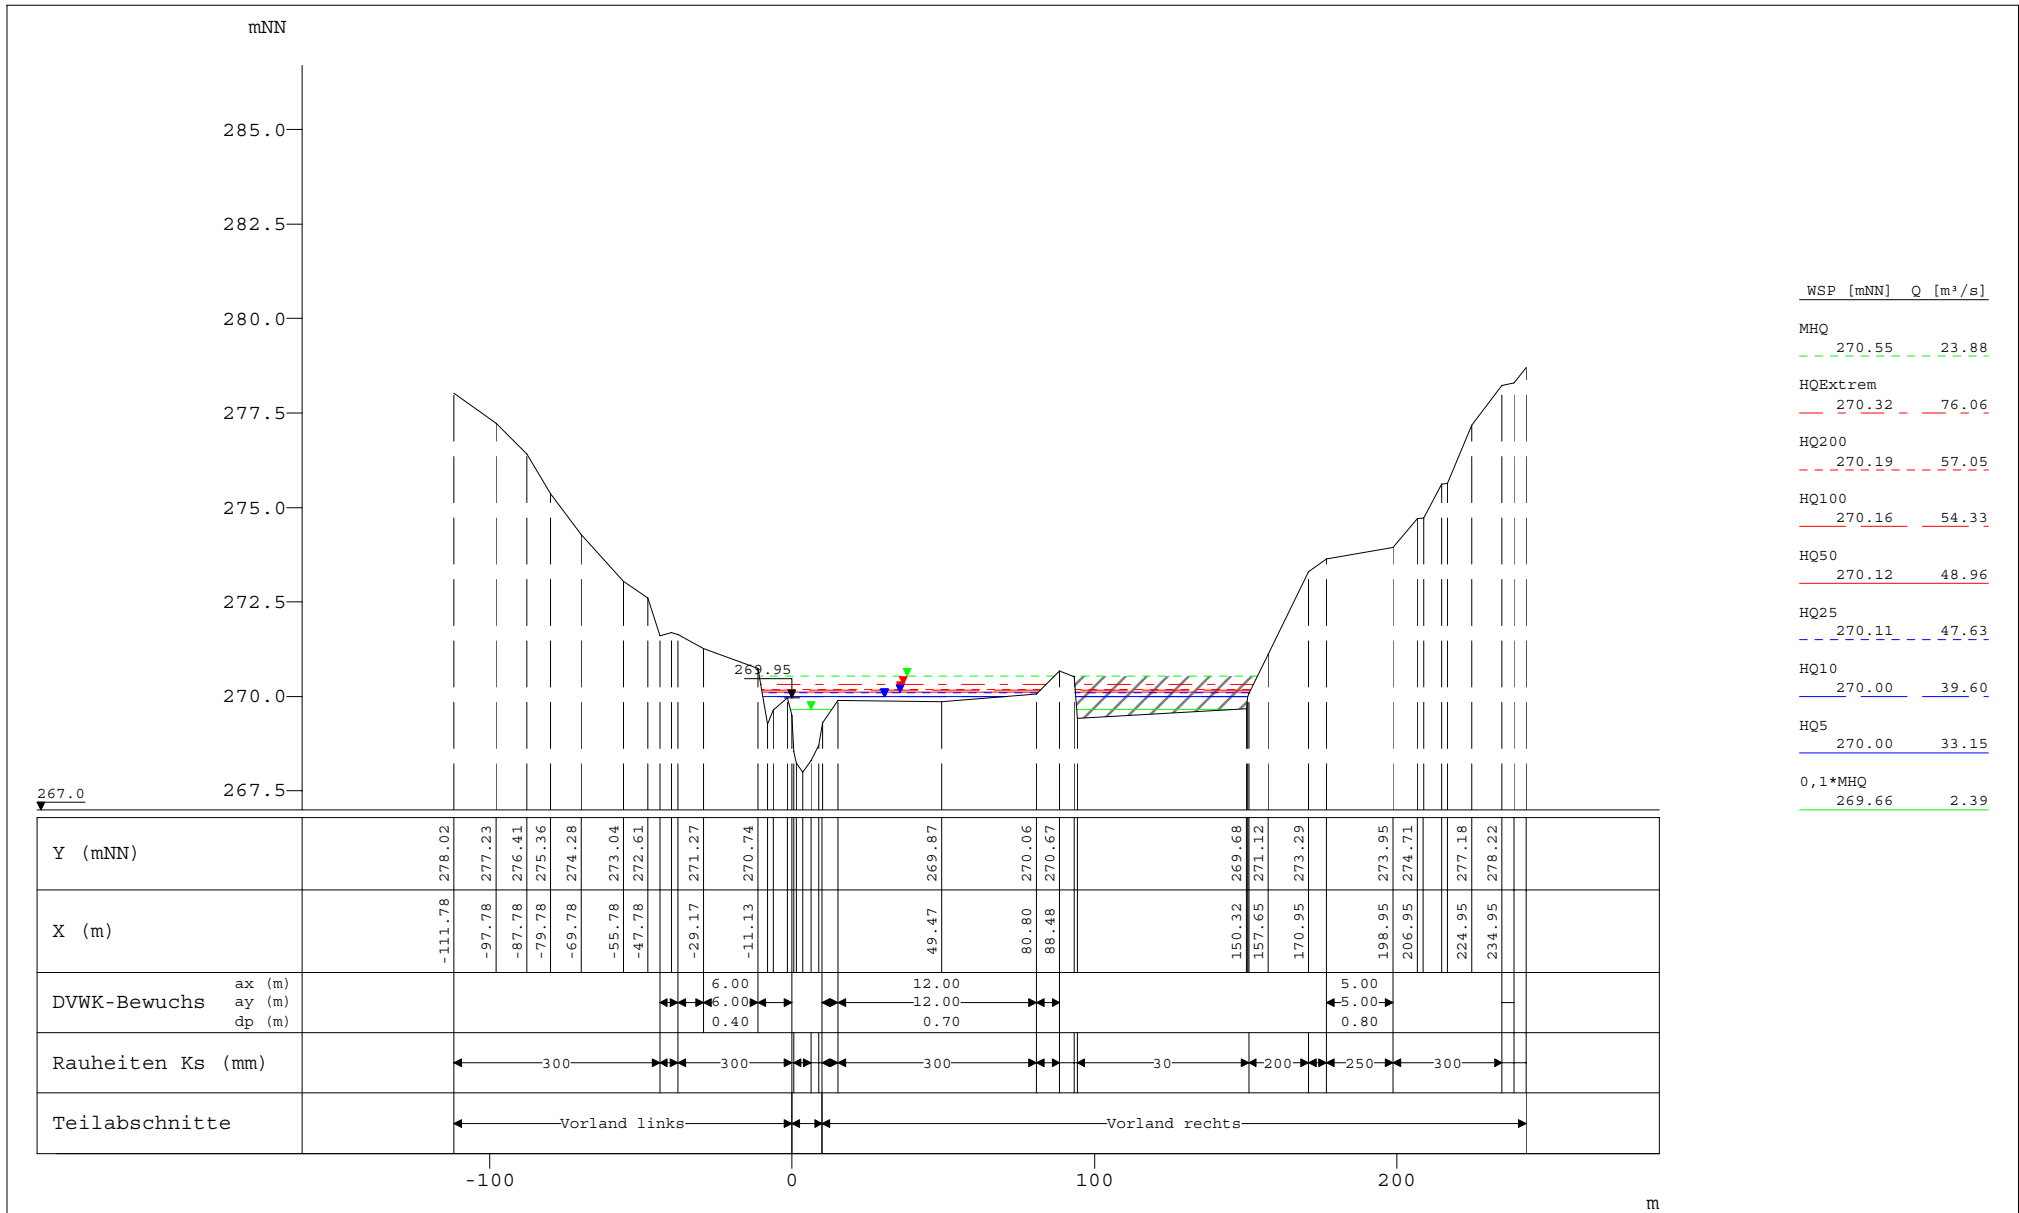 mNN
285.0
282.5
280.0
277.5
275.0
272.5
270.0
267.5
269.95
267.0
WSP [mNN] Q [m³/s]
MHQ
270.55 23.88
HQExtrem
270.32 76.06
HQ200
270.19 57.05
HQ100
270.16 54.33
HQ50
270.12 48.96
HQ25
270.11 47.63
HQ10
270.00 39.60
HQ5
270.00 33.15
0,1*MHQ
269.66 2.39
Y (mNN) 278.02 277.23 276.41 275.36 274.28 273.04 272.61 271.27 270.74 269.87 270.06 270.67 269.68 271.12 273.29 273.95 274.71 277.18 278.22
X (m) -111.78 -97.78 -87.78 -79.78 -69.78 -55.78 -47.78 -29.17 -11.13 49.47 80.80 88.48 150.32 157.65 170.95 198.95 206.95 224.95 234.95
DVWK-Bewuchs
ax (m) 6.00 12.00 5.00
ay (m) 6.00 12.00 5.00
dp (m) 0.40 0.70 0.80
Rauheiten Ks (mm) 300 300 300 30 200 250 300
Teilabschnitte Vorland links Vorland rechts
-100 0 100 200
m